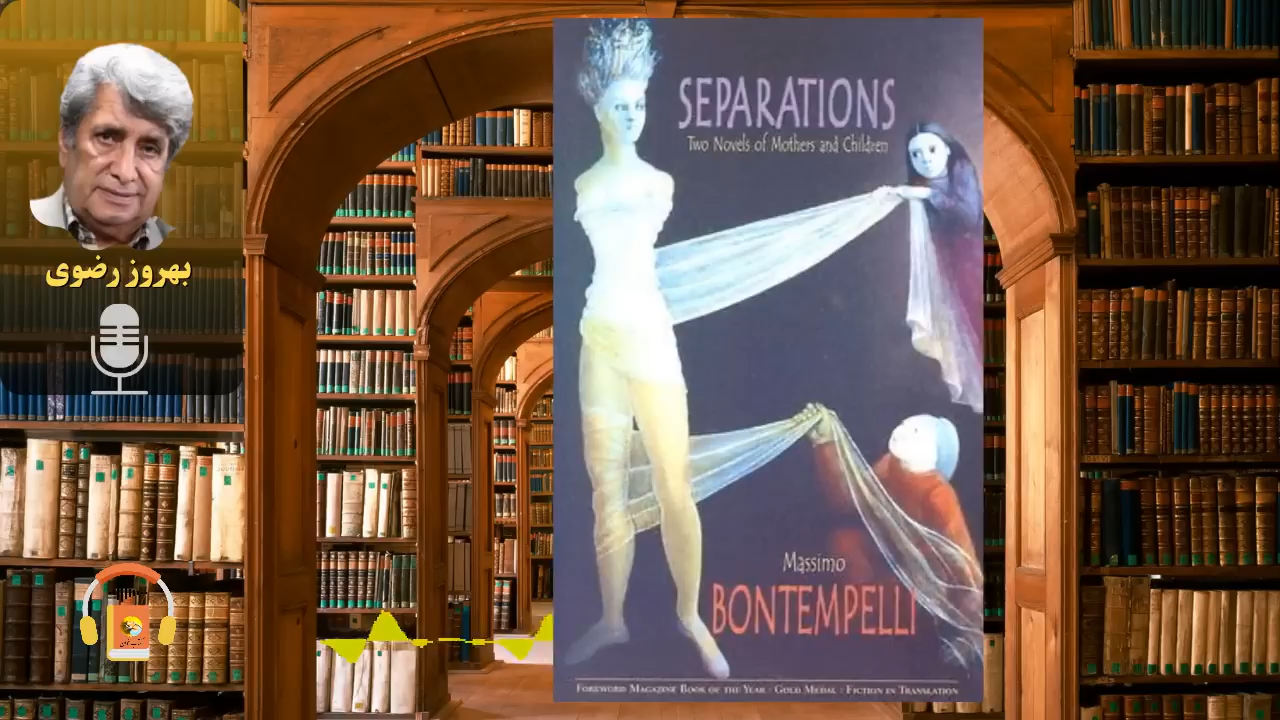 بهروز رضوی
SEPARATIONS
Two Novels of Mothers and Children
Massimo
BONTEMPELLI
FOREWORD MAGAZINE BOOK OF THE YEAR · GOLD MEDAL · FICTION IN TRANSLATION